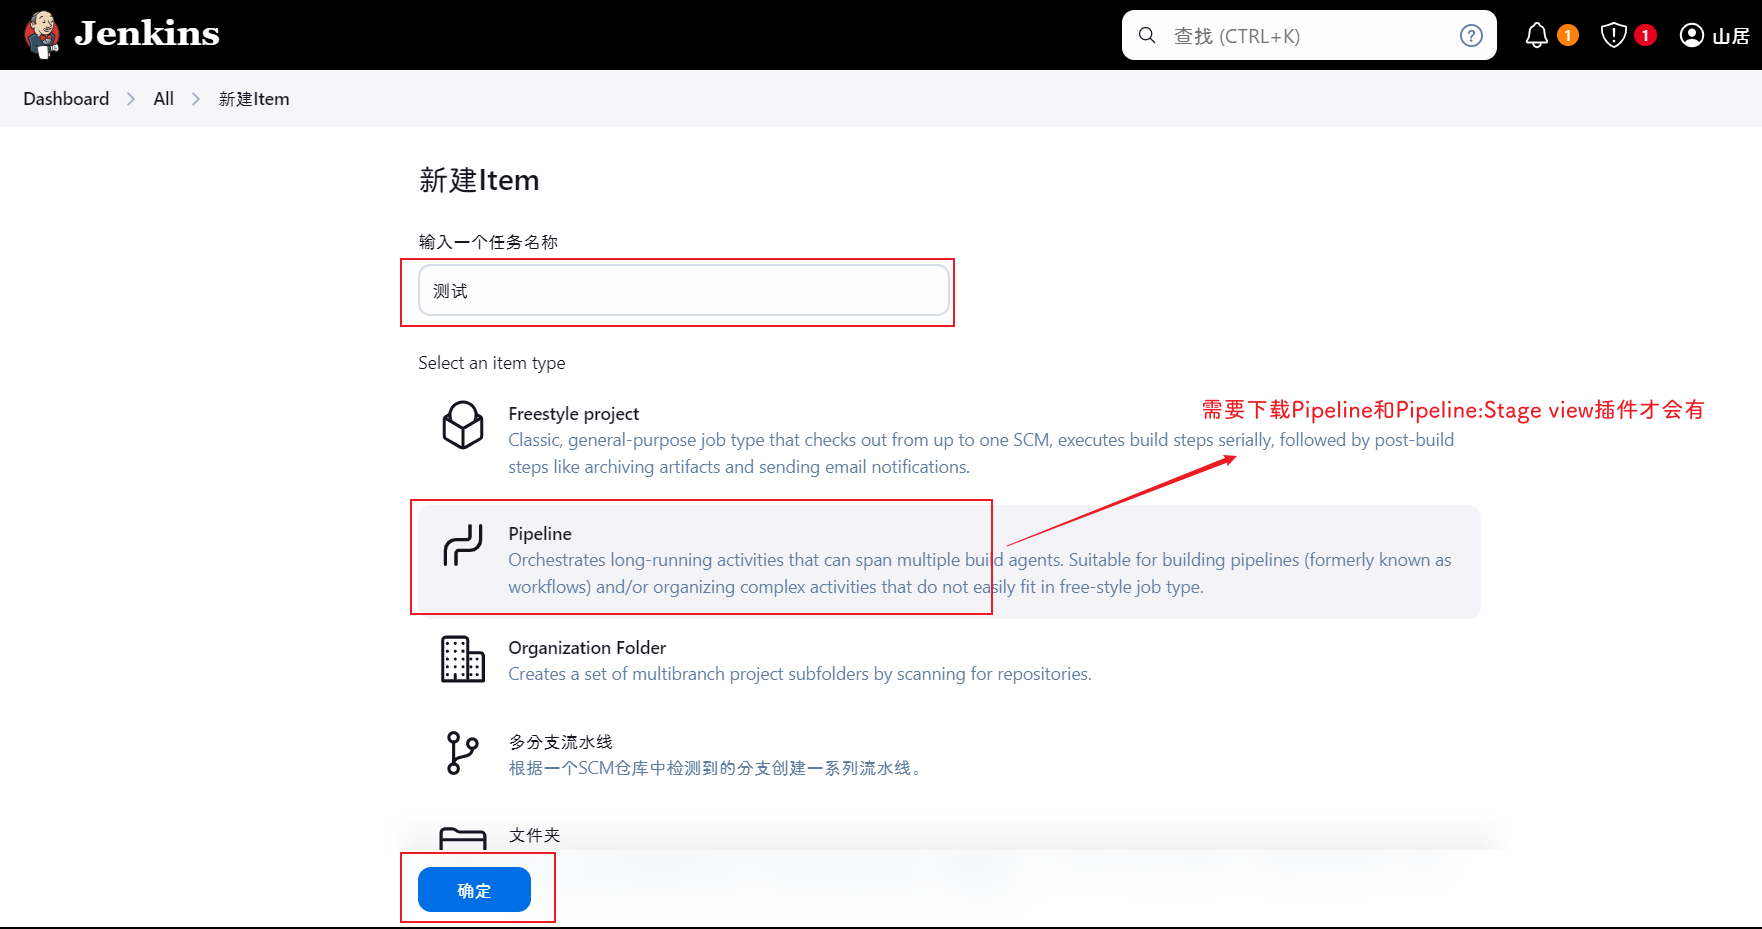 Jenkins
查找 (CTRL+K)
?
1
1
山居
Dashboard
All
新建Item
新建Item
输入一个任务名称
测试
Select an item type
Freestyle project
需要下载Pipeline和Pipeline:Stage view插件才会有
Classic, general-purpose job type that checks out from up to one SCM, executes build steps serially, followed by post-build
steps like archiving artifacts and sending email notifications.
Pipeline
Orchestrates long-running activities that can span multiple build agents. Suitable for building pipelines (formerly known as
workflows) and/or organizing complex activities that do not easily fit in free-style job type.
Organization Folder
Creates a set of multibranch project subfolders by scanning for repositories.
多分支流水线
根据一个SCM仓库中检测到的分支创建一系列流水线。
文件夹
确定